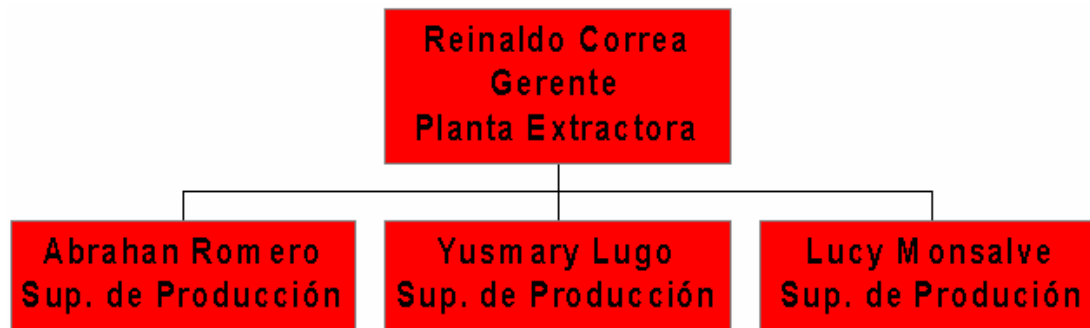 Reinaldo Correa
Gerente
Planta Extractora
Abrahan Romero
Sup. de Producción
Yusmary Lugo
Sup. de Producción
Lucy Monsalve
Sup. de Produción